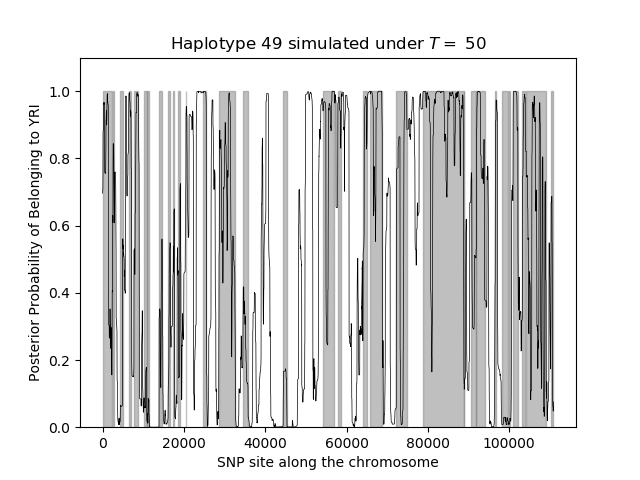 Haplotype 49 simulated under T = 50
Posterior Probability of Belonging to YRI
1.0
0.8
0.6
0.4
0.2
0.0
0 20000 40000 60000 80000 100000
SNP site along the chromosome